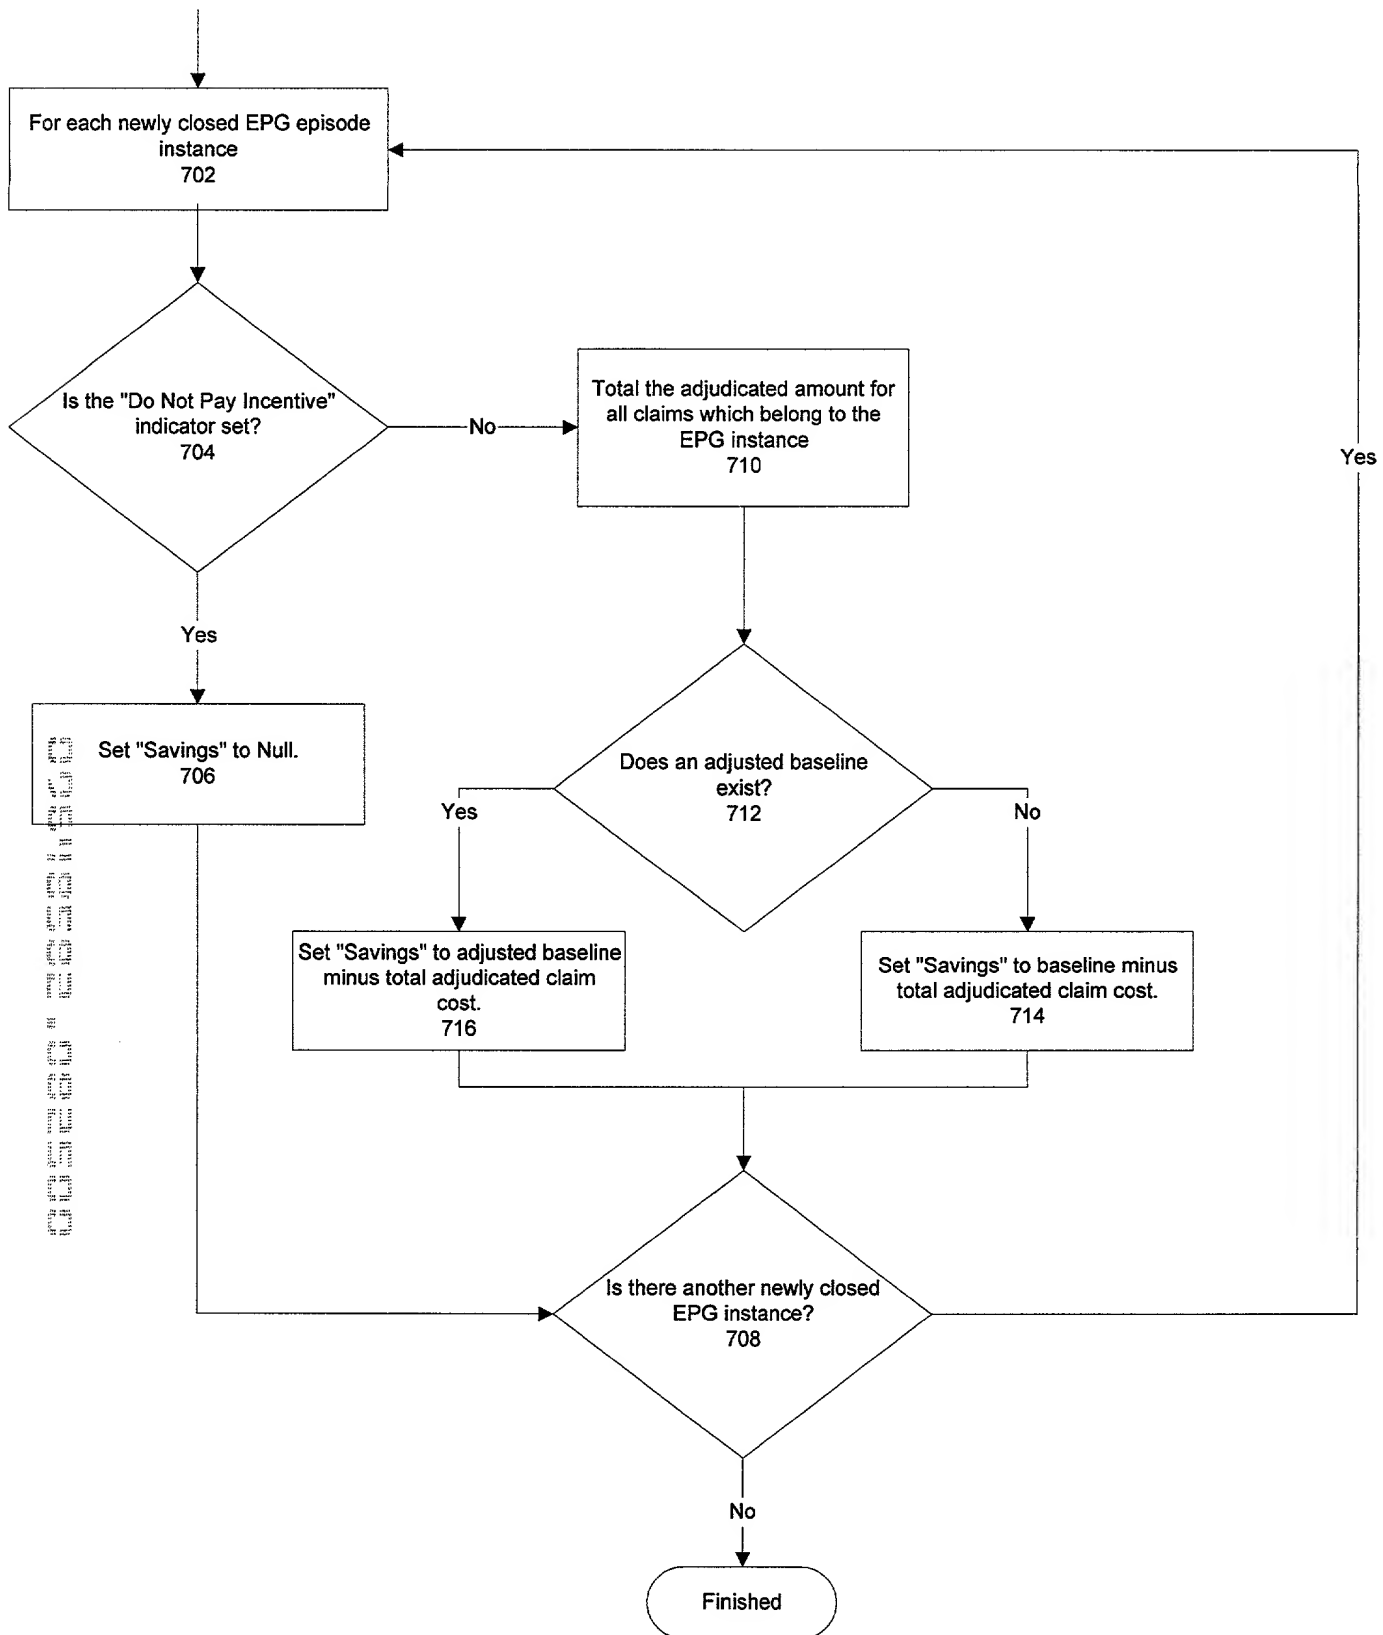 For each newly closed EPG episode
instance
702
Is the "Do Not Pay Incentive"
indicator set?
704
No
Total the adjudicated amount for
all claims which belong to the
EPG instance
710
Yes
Yes
Set "Savings" to Null.
706
Does an adjusted baseline
exist?
712
Yes
No
Set "Savings" to adjusted baseline
minus total adjudicated claim
cost.
716
Set "Savings" to baseline minus
total adjudicated claim cost.
714
Is there another newly closed
EPG instance?
708
No
Finished